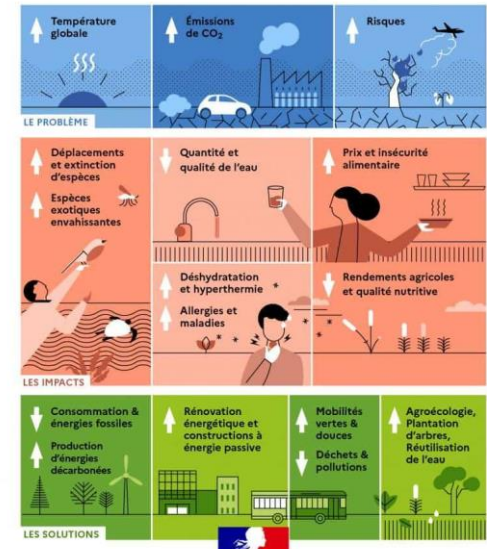 Température
globale
Émissions
de CO₂
Risques
LE PROBLÈME
Déplacements
et extinction
d'espèces
Espèces
exotiques
envahissantes
Quantité et
qualité de l'eau
Prix et insécurité
alimentaire
Déshydratation
et hyperthermie
Allergies et
maladies
Rendements agricoles
et qualité nutritive
LES IMPACTS
Consommation &
énergies fossiles
Production
d'énergies
décarbonées
Rénovation
énergétique et
constructions à
énergie passive
Mobilités
vertes &
douces
Déchets &
pollutions
Agroécologie,
Plantation
d'arbres,
Réutilisation
de l'eau
LES SOLUTIONS